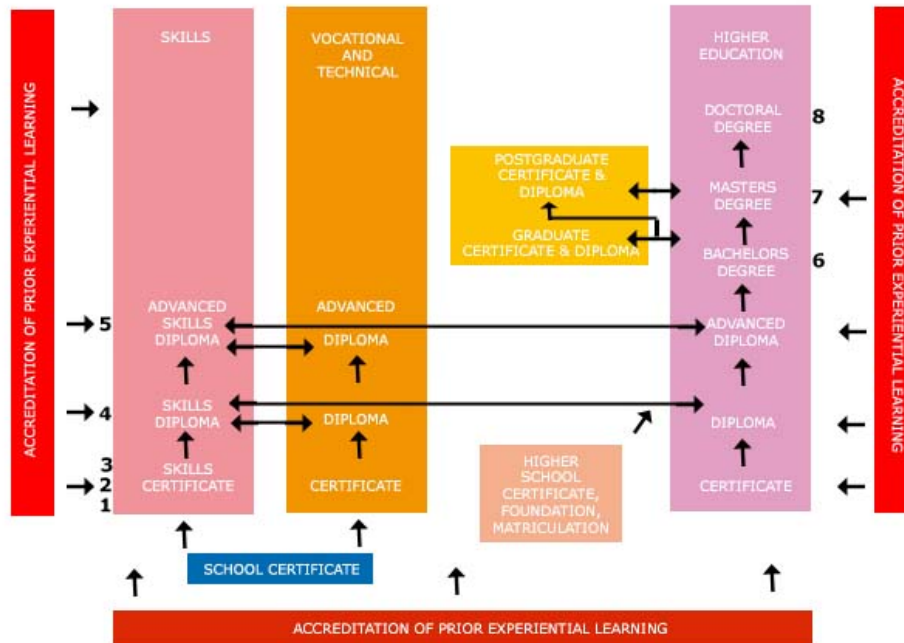 ACCREDITATION OF PRIOR EXPERIENTIAL LEARNING
SKILLS
ADVANCED
SKILLS
DIPLOMA
SKILLS
DIPLOMA
SKILLS
CERTIFICATE
5
4
3
2
1
VOCATIONAL
AND
TECHNICAL
ADVANCED
DIPLOMA
DIPLOMA
CERTIFICATE
SCHOOL CERTIFICATE
POSTGRADUATE
CERTIFICATE &
DIPLOMA
GRADUATE
CERTIFICATE & DIPLOMA
HIGHER
SCHOOL
CERTIFICATE,
FOUNDATION,
MATRICULATION
HIGHER
EDUCATION
DOCTORAL
DEGREE
MASTERS
DEGREE
BACHELORS
DEGREE
ADVANCED
DIPLOMA
DIPLOMA
CERTIFICATE
8
7
6
ACCREDITATION OF PRIOR EXPERIENTIAL LEARNING
ACCREDITATION OF PRIOR EXPERIENTIAL LEARNING